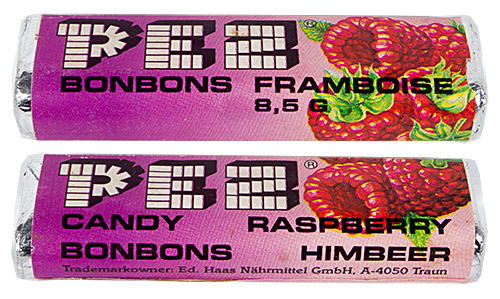 PEZ
BONBONS FRAMBOISE
8,5 G
PEZ®
CANDY RASPBERRY
BONBONS HIMBEER
Trademarkowner: Ed. Haas Nährmittel GmbH, A-4050 Traun